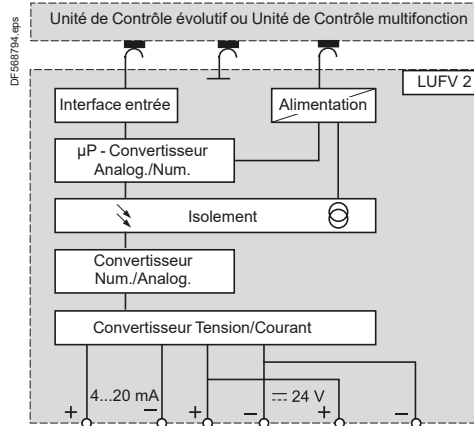 Unité de Contrôle évolutif ou Unité de Contrôle multifonction
DF568794.eps
LUFV 2
Interface entrée
Alimentation
µP - Convertisseur
Analog./Num.
Isolement
Convertisseur
Num./Analog.
Convertisseur Tension/Courant
4...20 mA
24 V
+ − + − + −